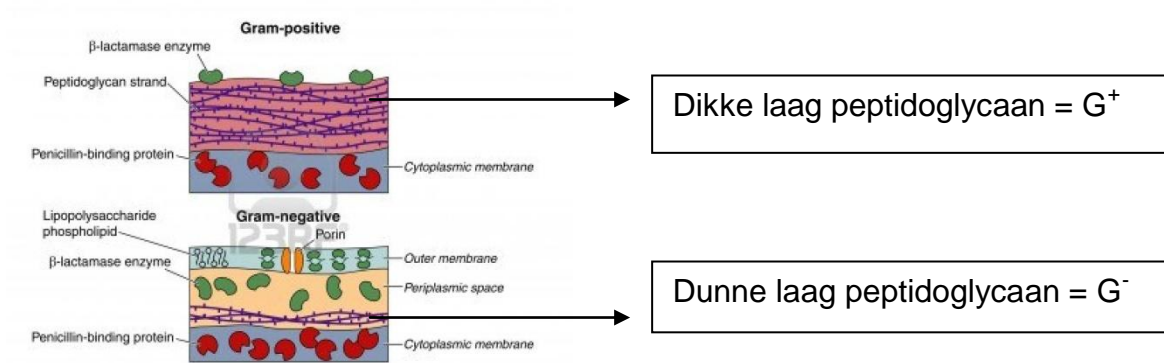 Gram-positive
β-lactamase enzyme
Peptidoglycan strand
Penicillin-binding protein
Cytoplasmic membrane
Dikke laag peptidoglycaan = G+
Gram-negative
Lipopolysaccharide
phospholipid
Porin
β-lactamase enzyme
Outer membrane
Periplasmic space
Penicillin-binding protein
Cytoplasmic membrane
Dunne laag peptidoglycaan = G-
123RF